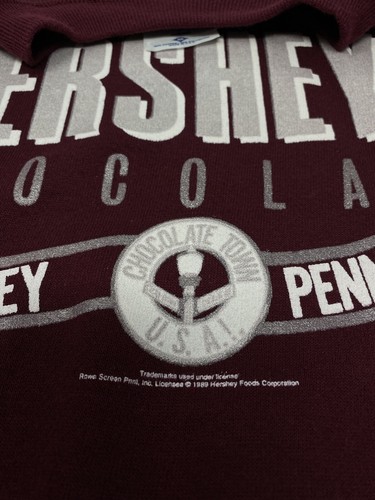 ERSHEY
OCOLA
CHOCOLATE TOWN
U.S.A.
EY PENN
Trademarks used under license
Rowe Screen Print, Inc. Licensee © 1989 Hershey Foods Corporation